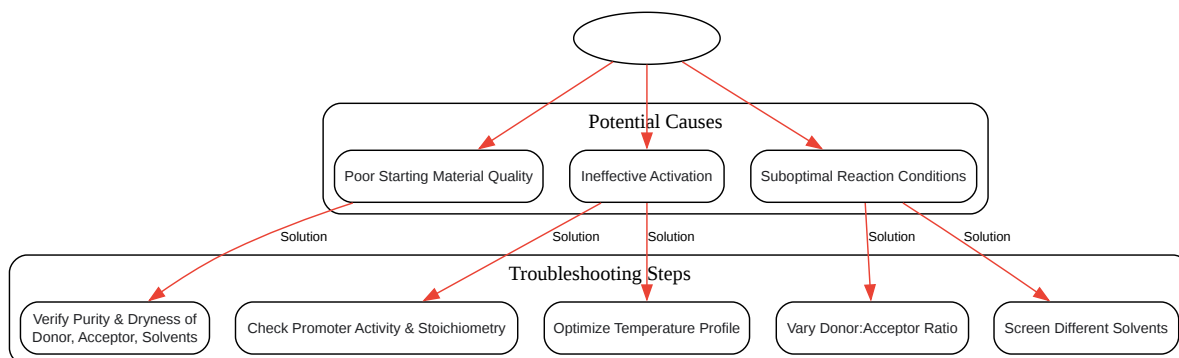 Potential Causes
Poor Starting Material Quality
Ineffective Activation
Suboptimal Reaction Conditions
Solution
Solution
Solution
Solution
Solution
Troubleshooting Steps
Verify Purity & Dryness of
Donor, Acceptor, Solvents
Check Promoter Activity & Stoichiometry
Optimize Temperature Profile
Vary Donor:Acceptor Ratio
Screen Different Solvents